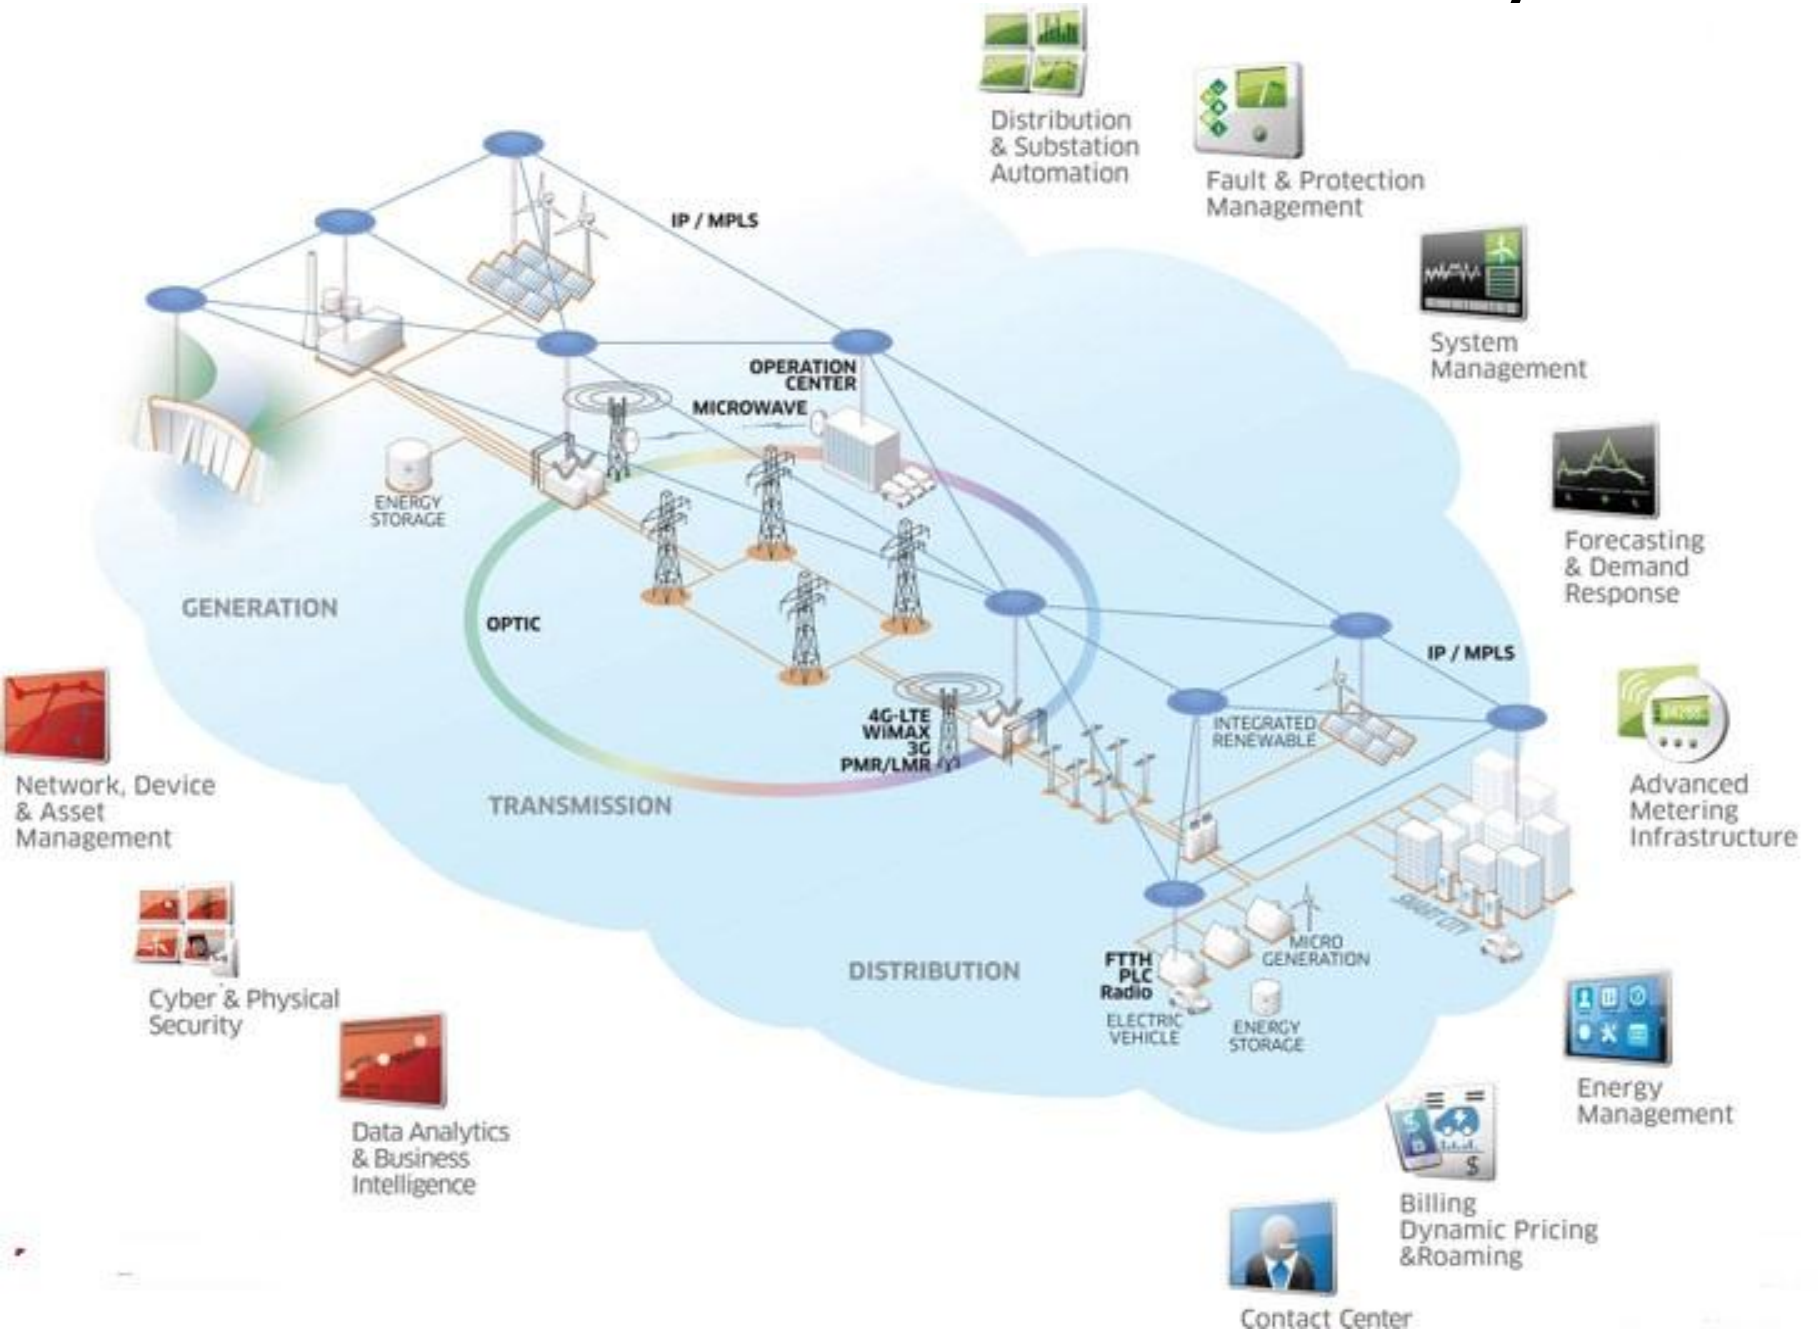 Distribution
& Substation
Automation
Fault & Protection
Management
IP / MPLS
System
Management
OPERATION
CENTER
MICROWAVE
ENERGY
STORAGE
Forecasting
& Demand
Response
GENERATION
OPTIC
IP / MPLS
4G-LTE
WiMAX
3G
PMR/LMR
INTEGRATED
RENEWABLE
Network, Device
& Asset
Management
TRANSMISSION
Advanced
Metering
Infrastructure
SMART CITY
Cyber & Physical
Security
DISTRIBUTION
FTTH
PLC
Radio
MICRO
GENERATION
ELECTRIC
VEHICLE
ENERGY
STORAGE
Data Analytics
& Business
Intelligence
Energy
Management
$
Billing
Dynamic Pricing
&Roaming
Contact Center